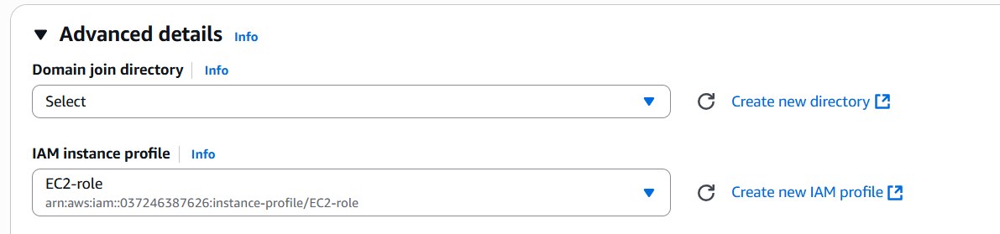 Advanced details Info
Domain join directory Info
Select
Create new directory
IAM instance profile Info
EC2-role
arn:aws:iam::037246387626:instance-profile/EC2-role
Create new IAM profile